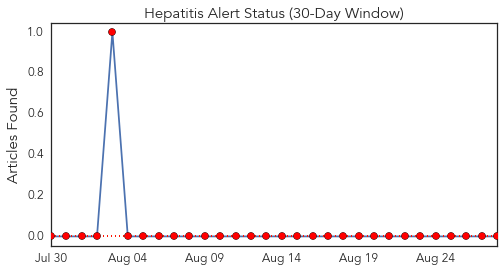 Hepatitis Alert Status (30-Day Window)
Articles Found
1.0
0.8
0.6
0.4
0.2
0.0
Jul 30 Aug 04 Aug 09 Aug 14 Aug 19 Aug 24